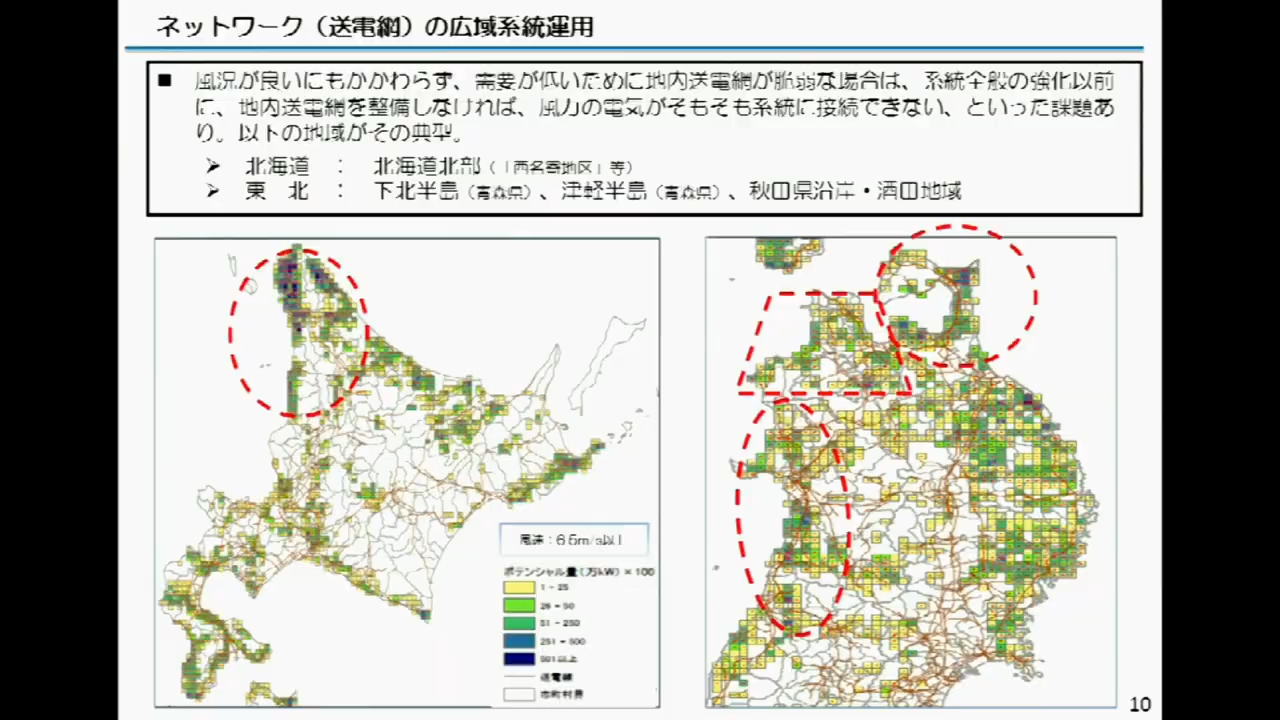 ネットワーク（送電網）の広域系統運用
■ 風況が良いにもかかわらず、需要が低いために地内送電網が脆弱な場合は、系統全般の強化以前
に、地内送電網を整備しなければ、風力の電気がそもそも系統に接続できない、といった課題あ
り。以下の地域がその典型。
➢ 北海道 ： 北海道北部（「西名寄地区」等）
➢ 東 北 ： 下北半島（青森県）、津軽半島（青森県）、秋田県沿岸・酒田地域
風速：6.5m/s以上
ポテンシャル量（万kW）×100
1 - 25
26 - 50
51 - 250
251 - 500
501以上
送電線
市町村界
10